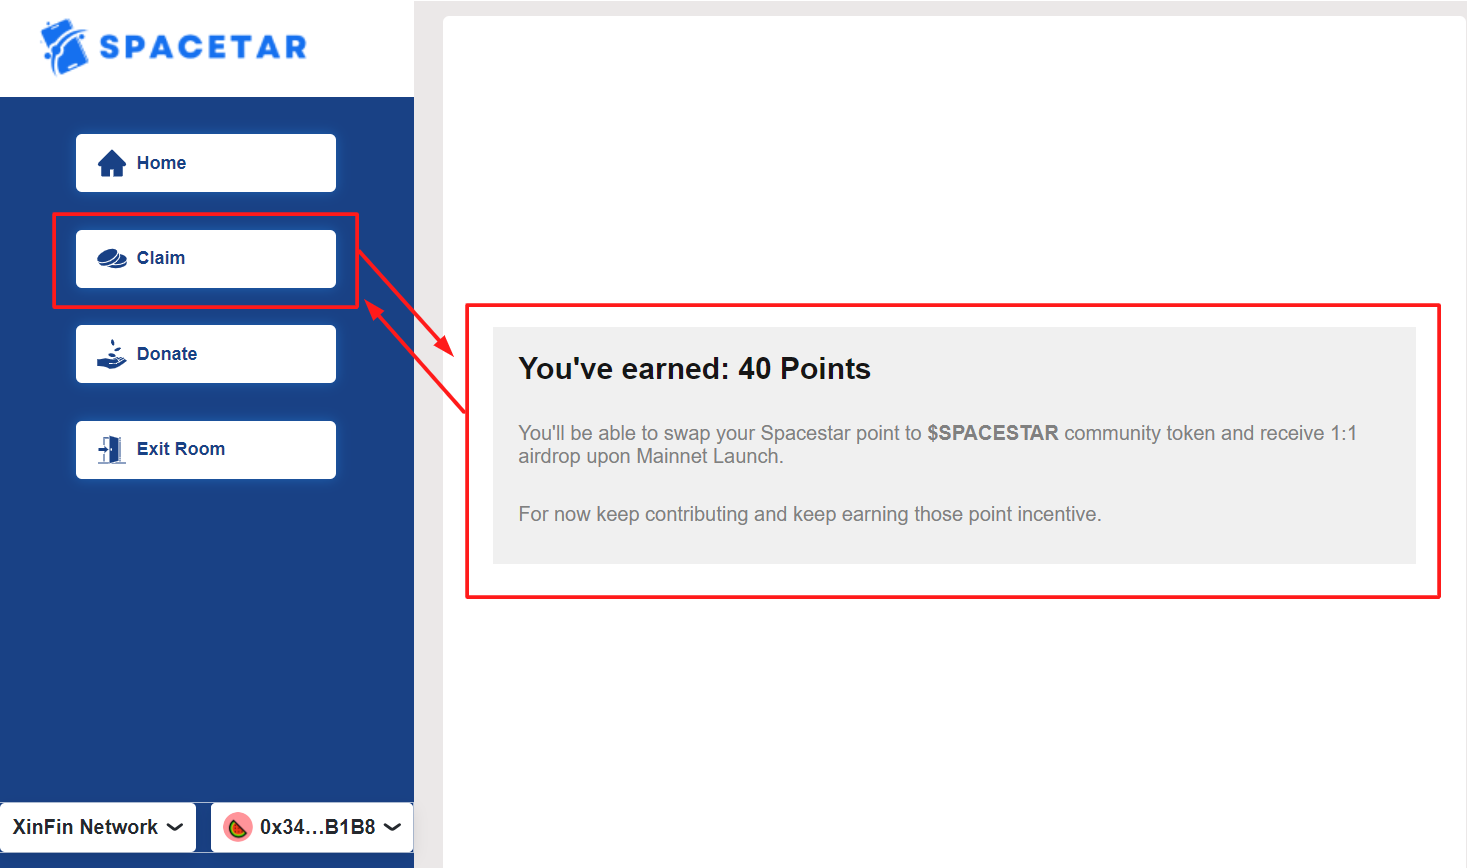 SPACETAR
Home
Claim
Donate
Exit Room
You've earned: 40 Points
You'll be able to swap your Spacestar point to $SPACESTAR community token and receive 1:1
airdrop upon Mainnet Launch.
For now keep contributing and keep earning those point incentive.
XinFin Network
0x34...B1B8